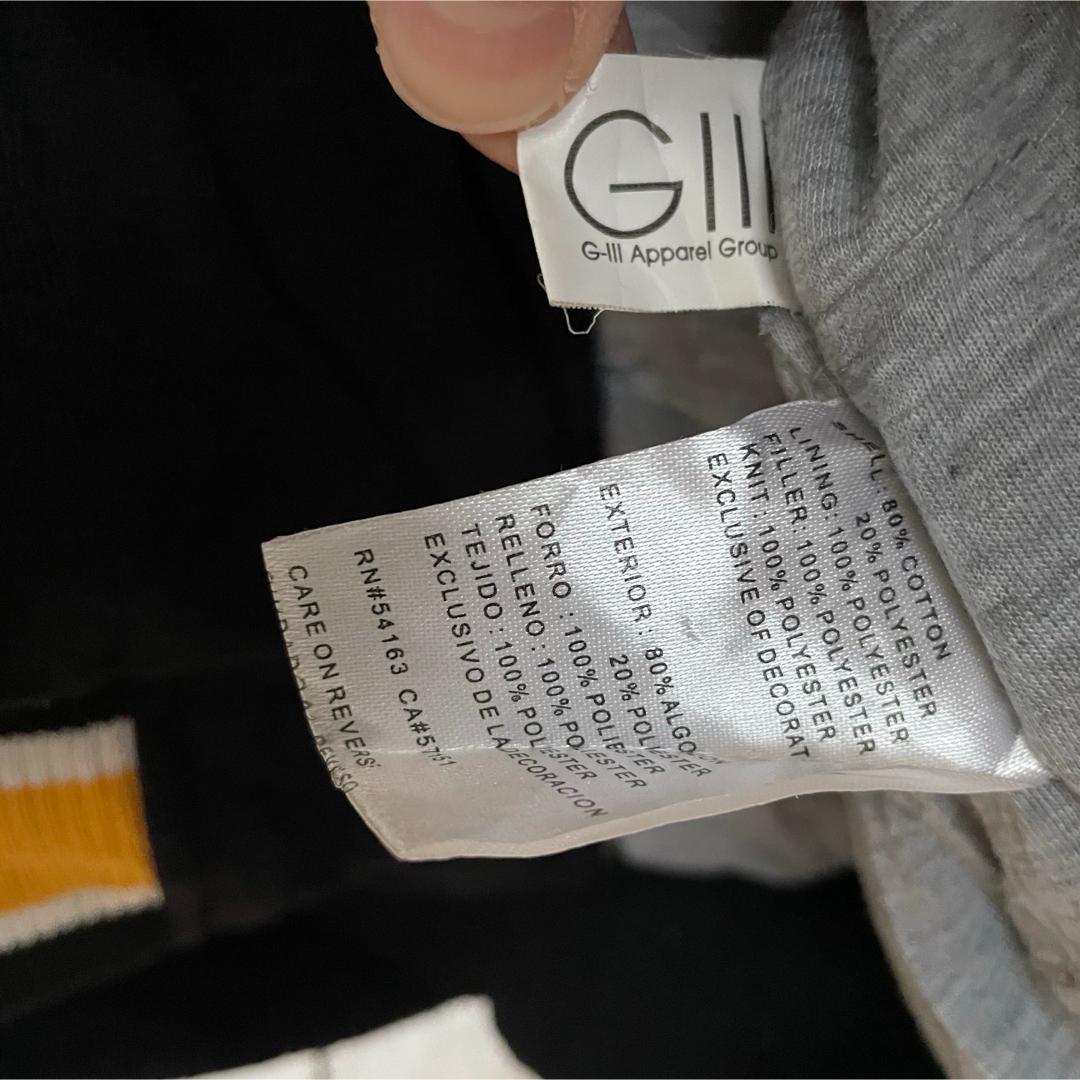 GIII
G-III Apparel Group
SHELL: 80% COTTON
20% POLYESTER
LINING: 100% POLYESTER
FILLER: 100% POLYESTER
KNIT: 100% POLYESTER
EXCLUSIVE OF DECORAT
EXTERIOR: 80% ALGO
20% POLIESTER
FORRO: 100% POLIESTER
RELLENO: 100% POLIESTER
TEJIDO: 100% POLIESTER
EXCLUSIVO DE LA DECORACION
RN#54163
CARE ON REVERSE